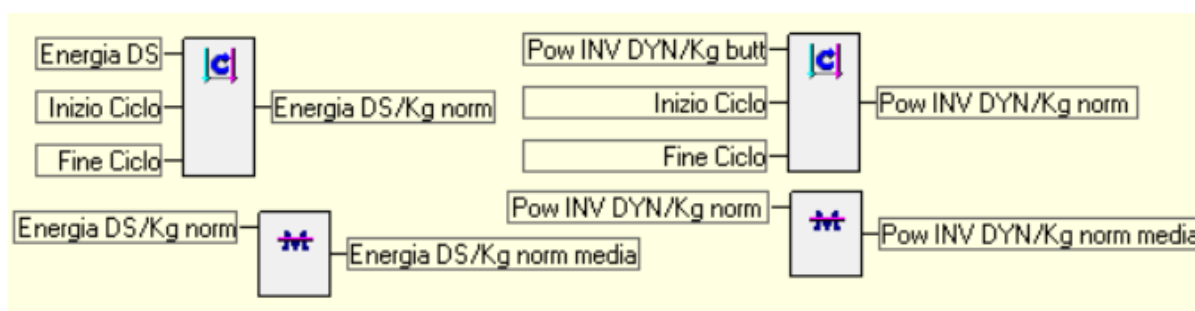 Energia DS
Inizio Ciclo
Fine Ciclo
Energia DS/Kg norm
Pow INV DYN/Kg butt
Inizio Ciclo
Fine Ciclo
Pow INV DYN/Kg norm
Energia DS/Kg norm
Energia DS/Kg norm media
Pow INV DYN/Kg norm
Pow INV DYN/Kg norm media